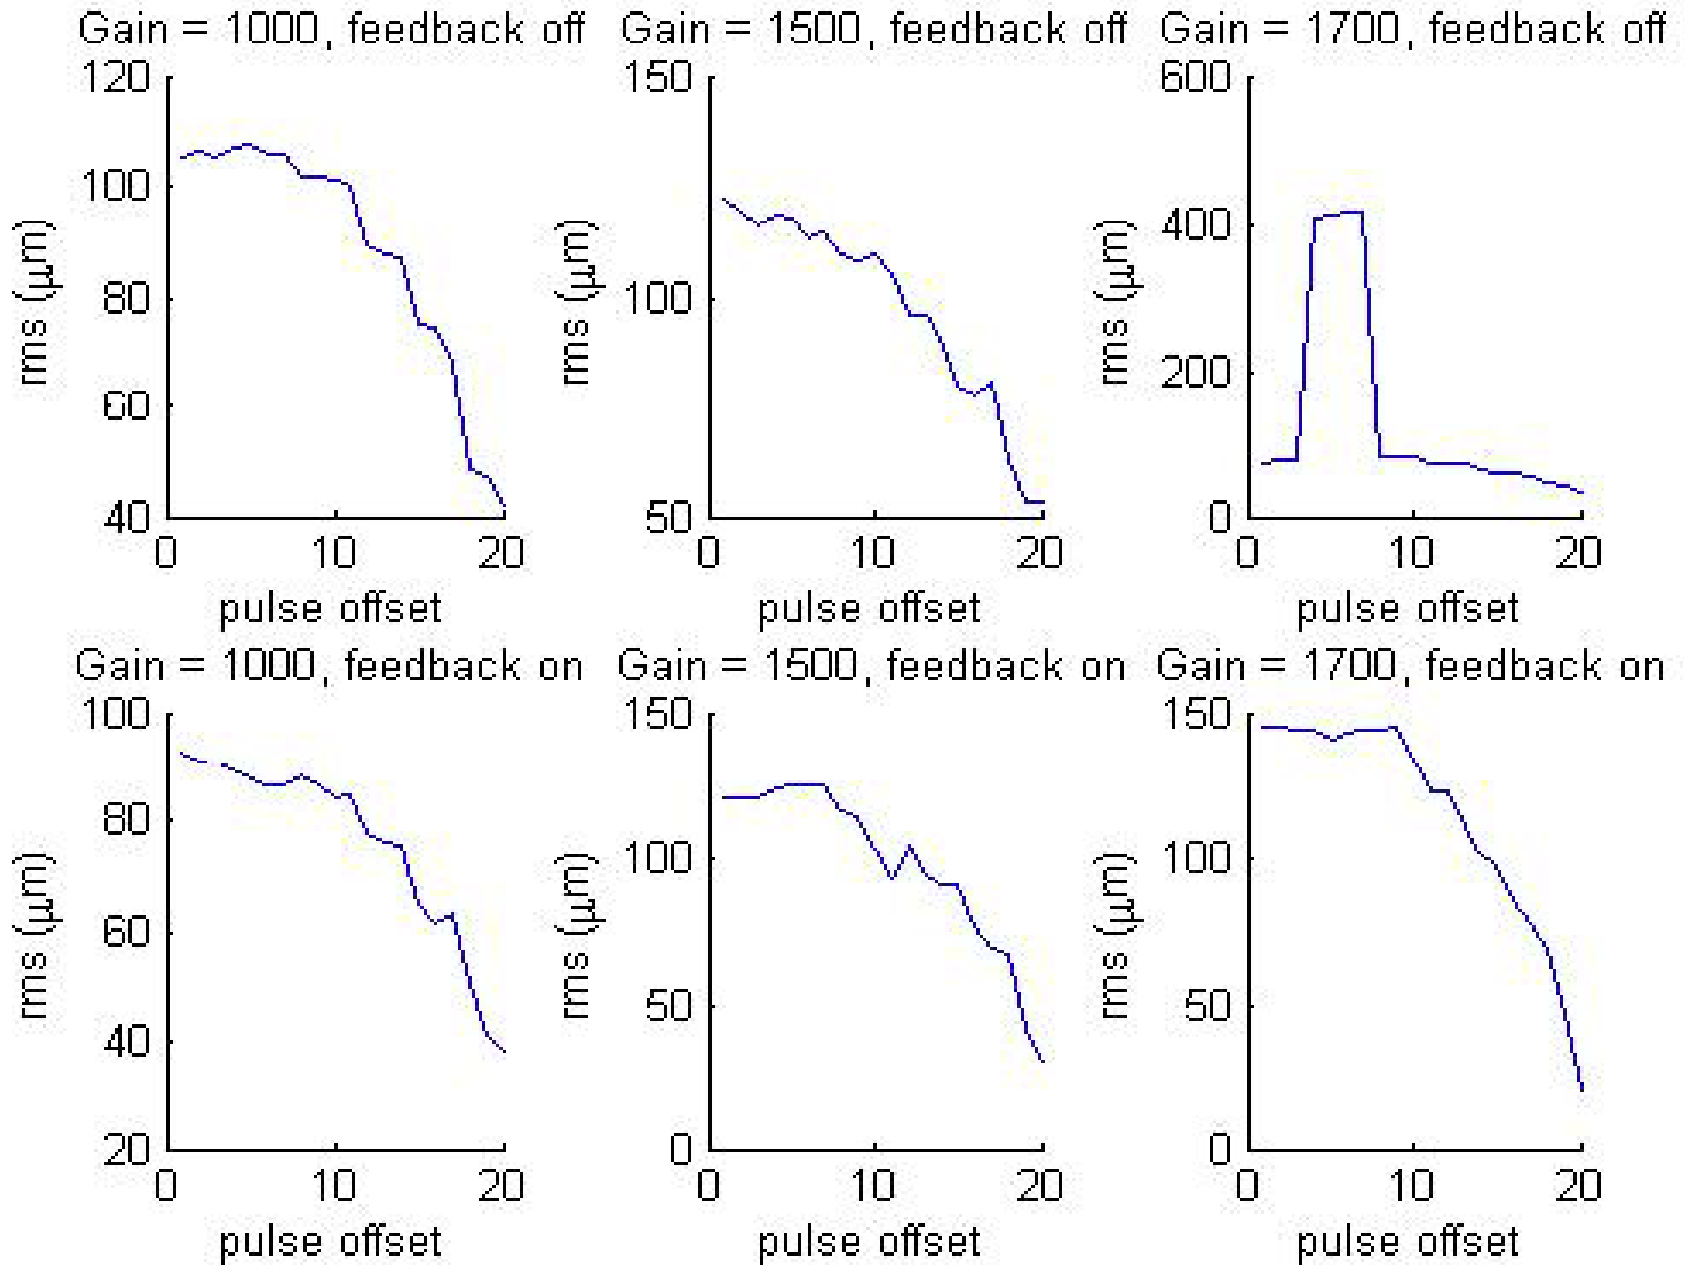 Gain = 1000, feedback off
120
100
80
60
40
rms (μm)
0 10 20
pulse offset
Gain = 1500, feedback off
150
100
50
rms (μm)
0 10 20
pulse offset
Gain = 1700, feedback off
600
400
200
0
rms (μm)
0 10 20
pulse offset
Gain = 1000, feedback on
100
80
60
40
20
rms (μm)
0 10 20
pulse offset
Gain = 1500, feedback on
150
100
50
0
rms (μm)
0 10 20
pulse offset
Gain = 1700, feedback on
150
100
50
0
rms (μm)
0 10 20
pulse offset